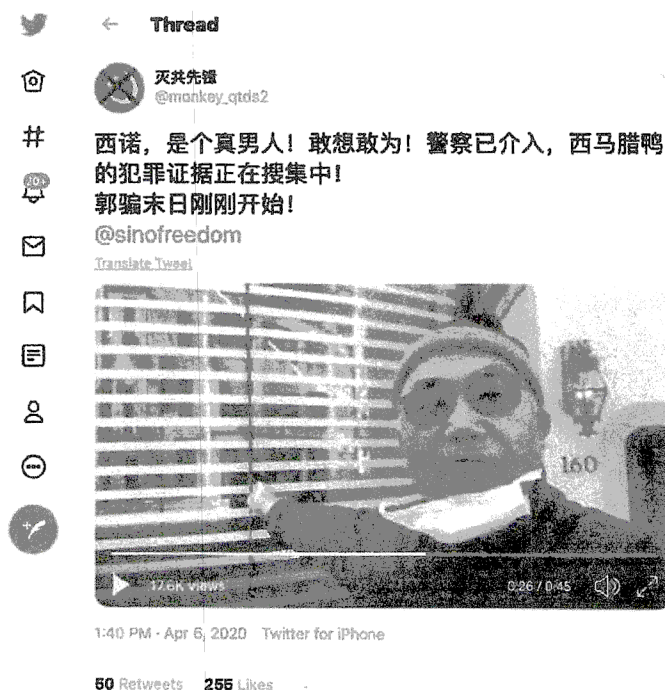 Thread
灭共先锋
@monkey_qtds2
西诺，是个真男人！敢想敢为！警察已介入，西马腊鸭
的犯罪证据正在搜集中！
郭骗末日刚刚开始！
@sinofreedom
Translate Tweet
20+
160
17.6K views
0:26 / 0:45
1:40 PM · Apr 6, 2020 Twitter for iPhone
50 Retweets 255 Likes